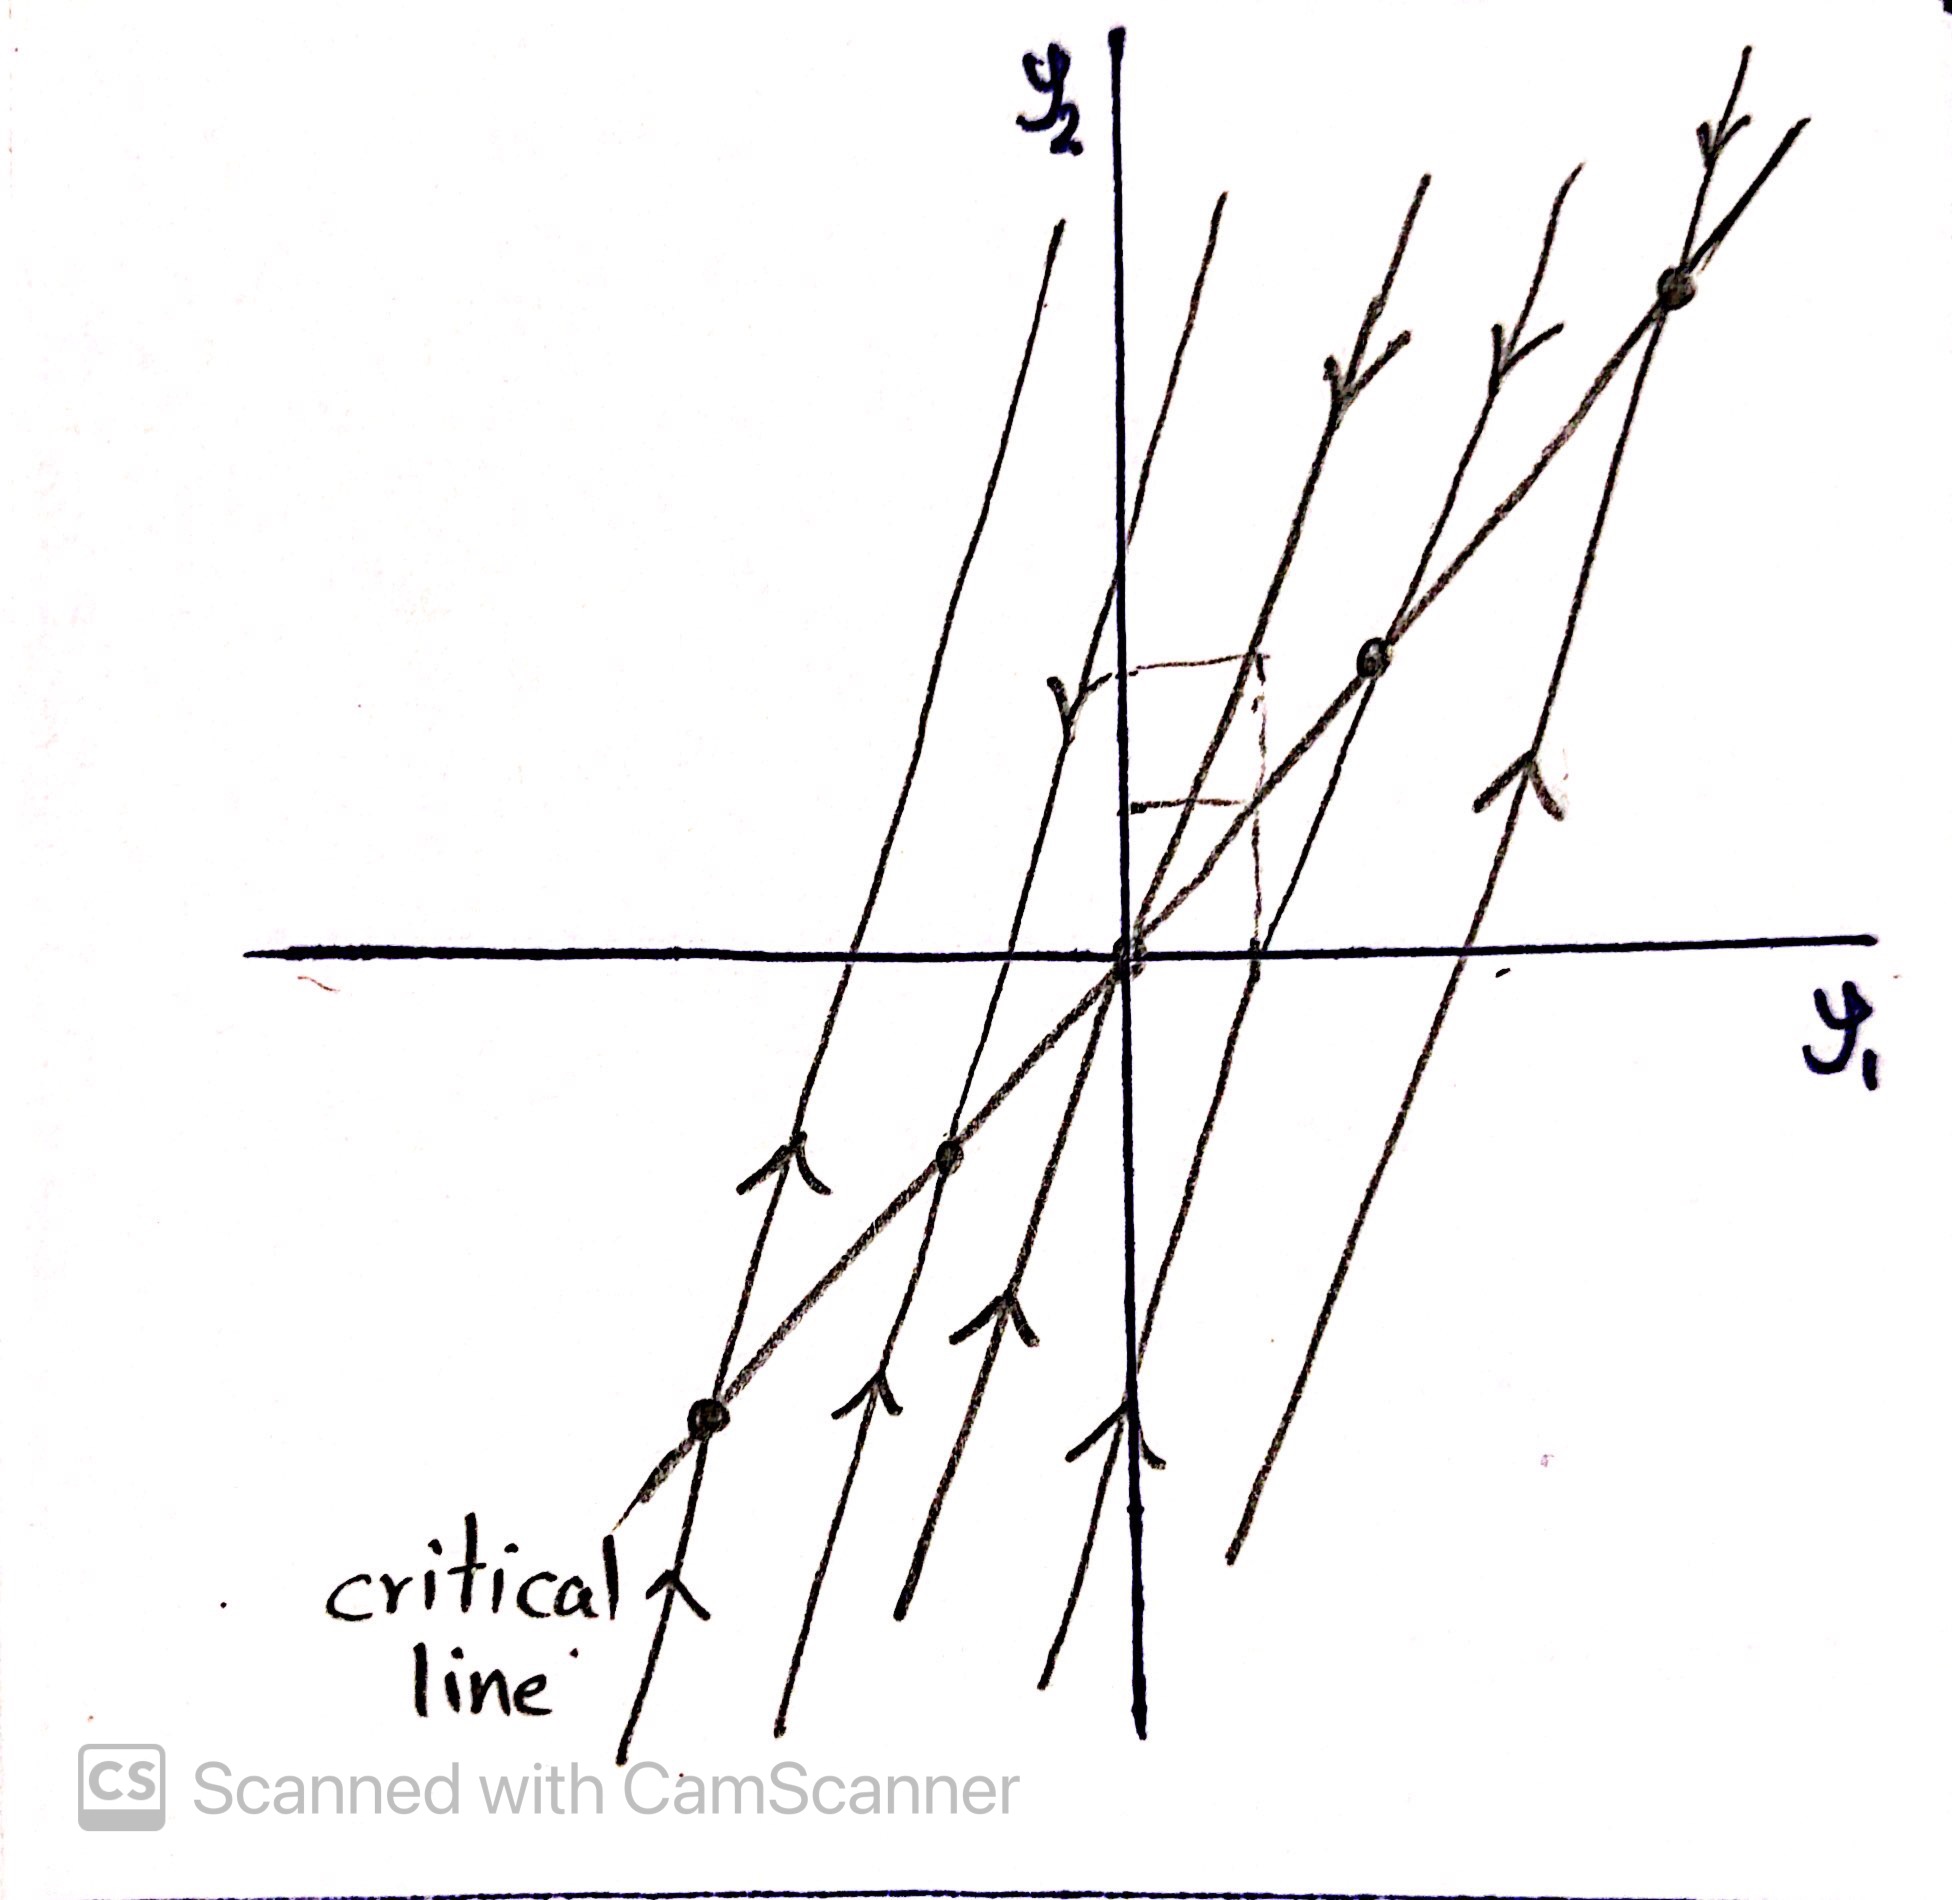 y₂
y₁
critical
line
CS Scanned with CamScanner